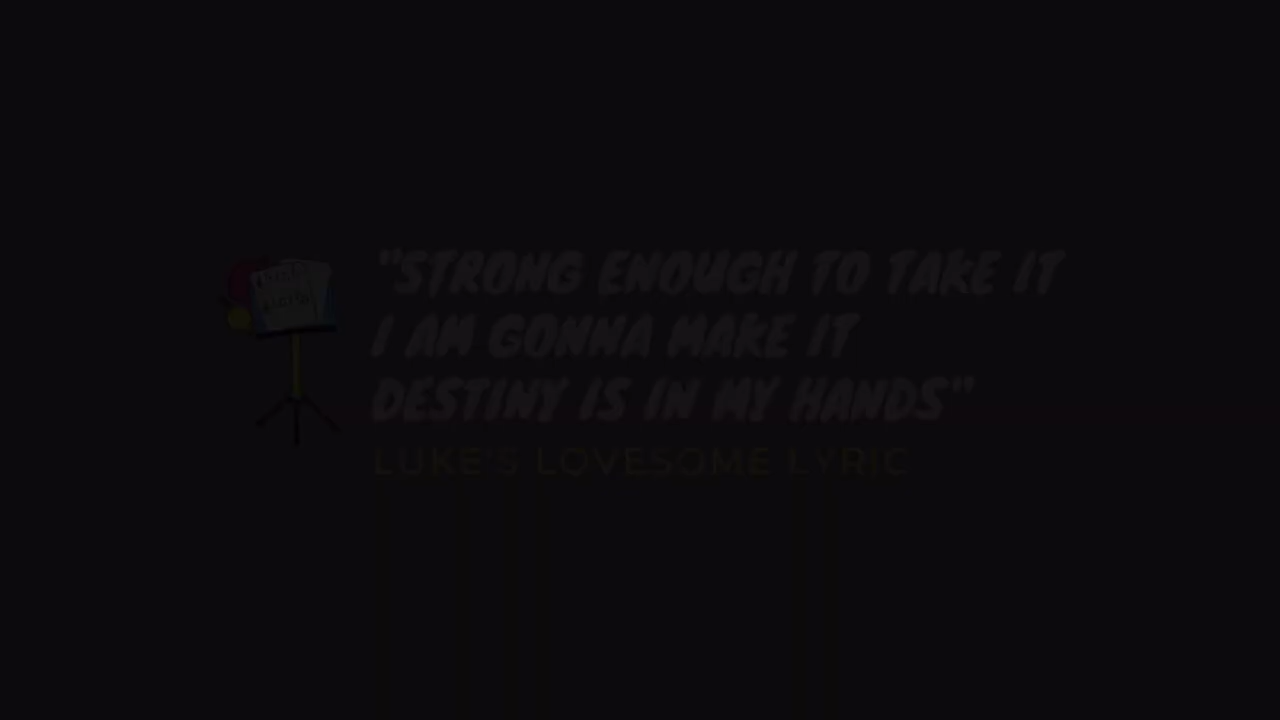 "STRONG ENOUGH TO TAKE IT
I AM GONNA MAKE IT
DESTINY IS IN MY HANDS"
LUKE'S LOVESOME LYRIC